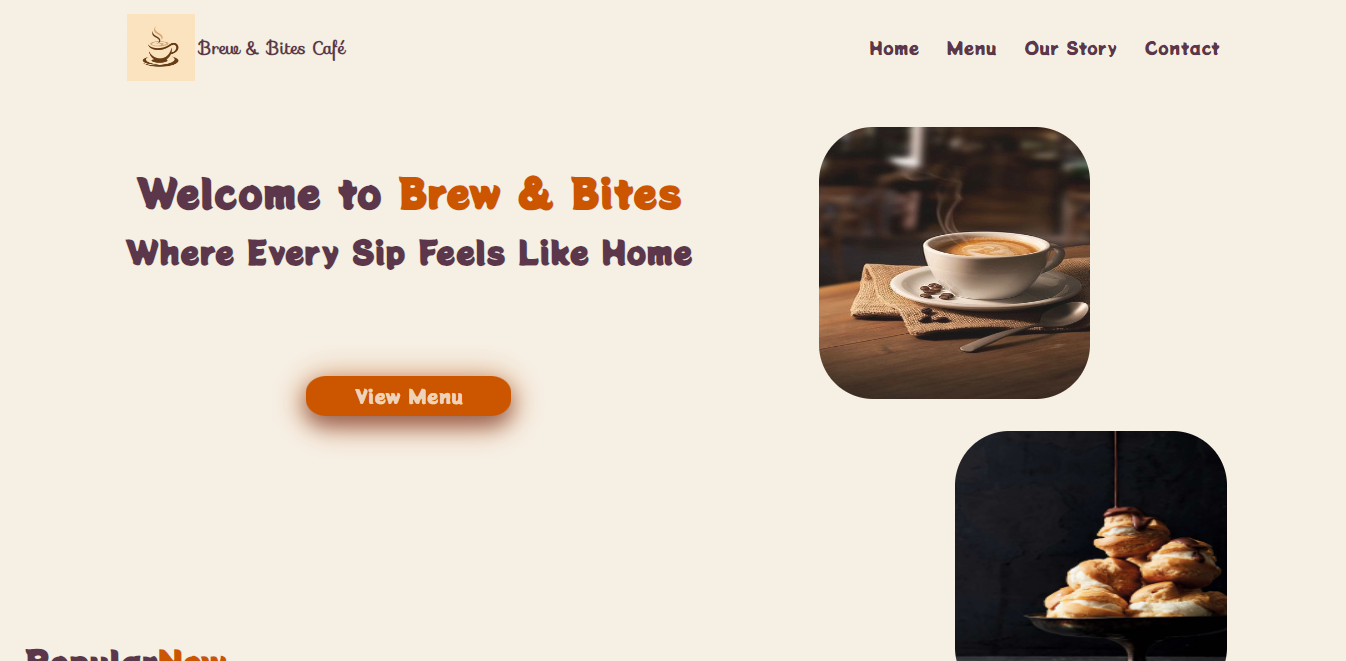 Brew & Bites Café
Home Menu Our Story Contact
Welcome to Brew & Bites
Where Every Sip Feels Like Home
View Menu
PopularNow